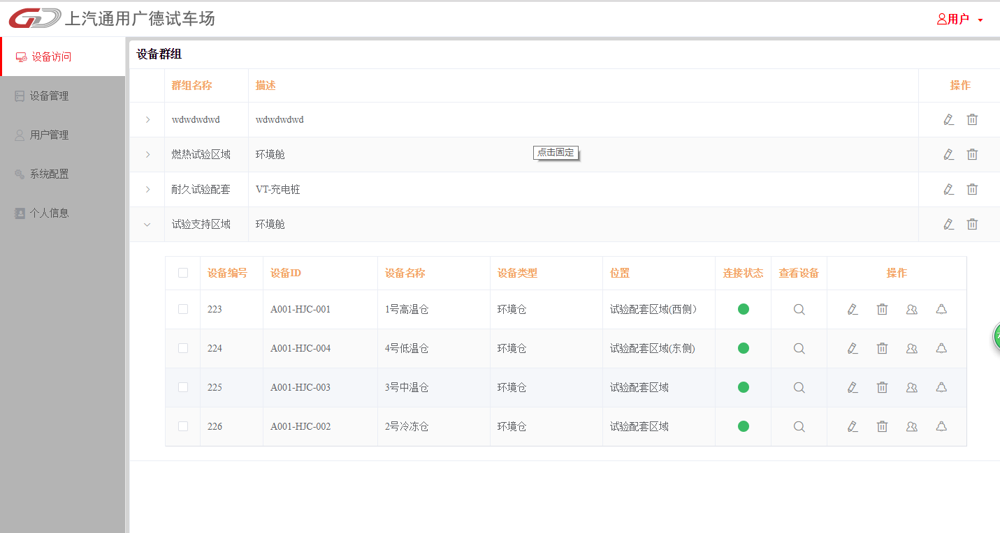 上汽通用广德试车场
用户
设备访问
设备管理
用户管理
系统配置
个人信息
设备群组
群组名称 描述 操作
wdwdwdwd wdwdwdwd
燃热试验区域 环境舱
点击固定
耐久试验配套 VT-充电桩
试验支持区域 环境舱
设备编号 设备ID 设备名称 设备类型 位置 连接状态 查看设备 操作
223 A001-HJC-001 1号高温仓 环境仓 试验配套区域(西侧）
224 A001-HJC-004 4号低温仓 环境仓 试验配套区域(东侧)
225 A001-HJC-003 3号中温仓 环境仓 试验配套区域
226 A001-HJC-002 2号冷冻仓 环境仓 试验配套区域